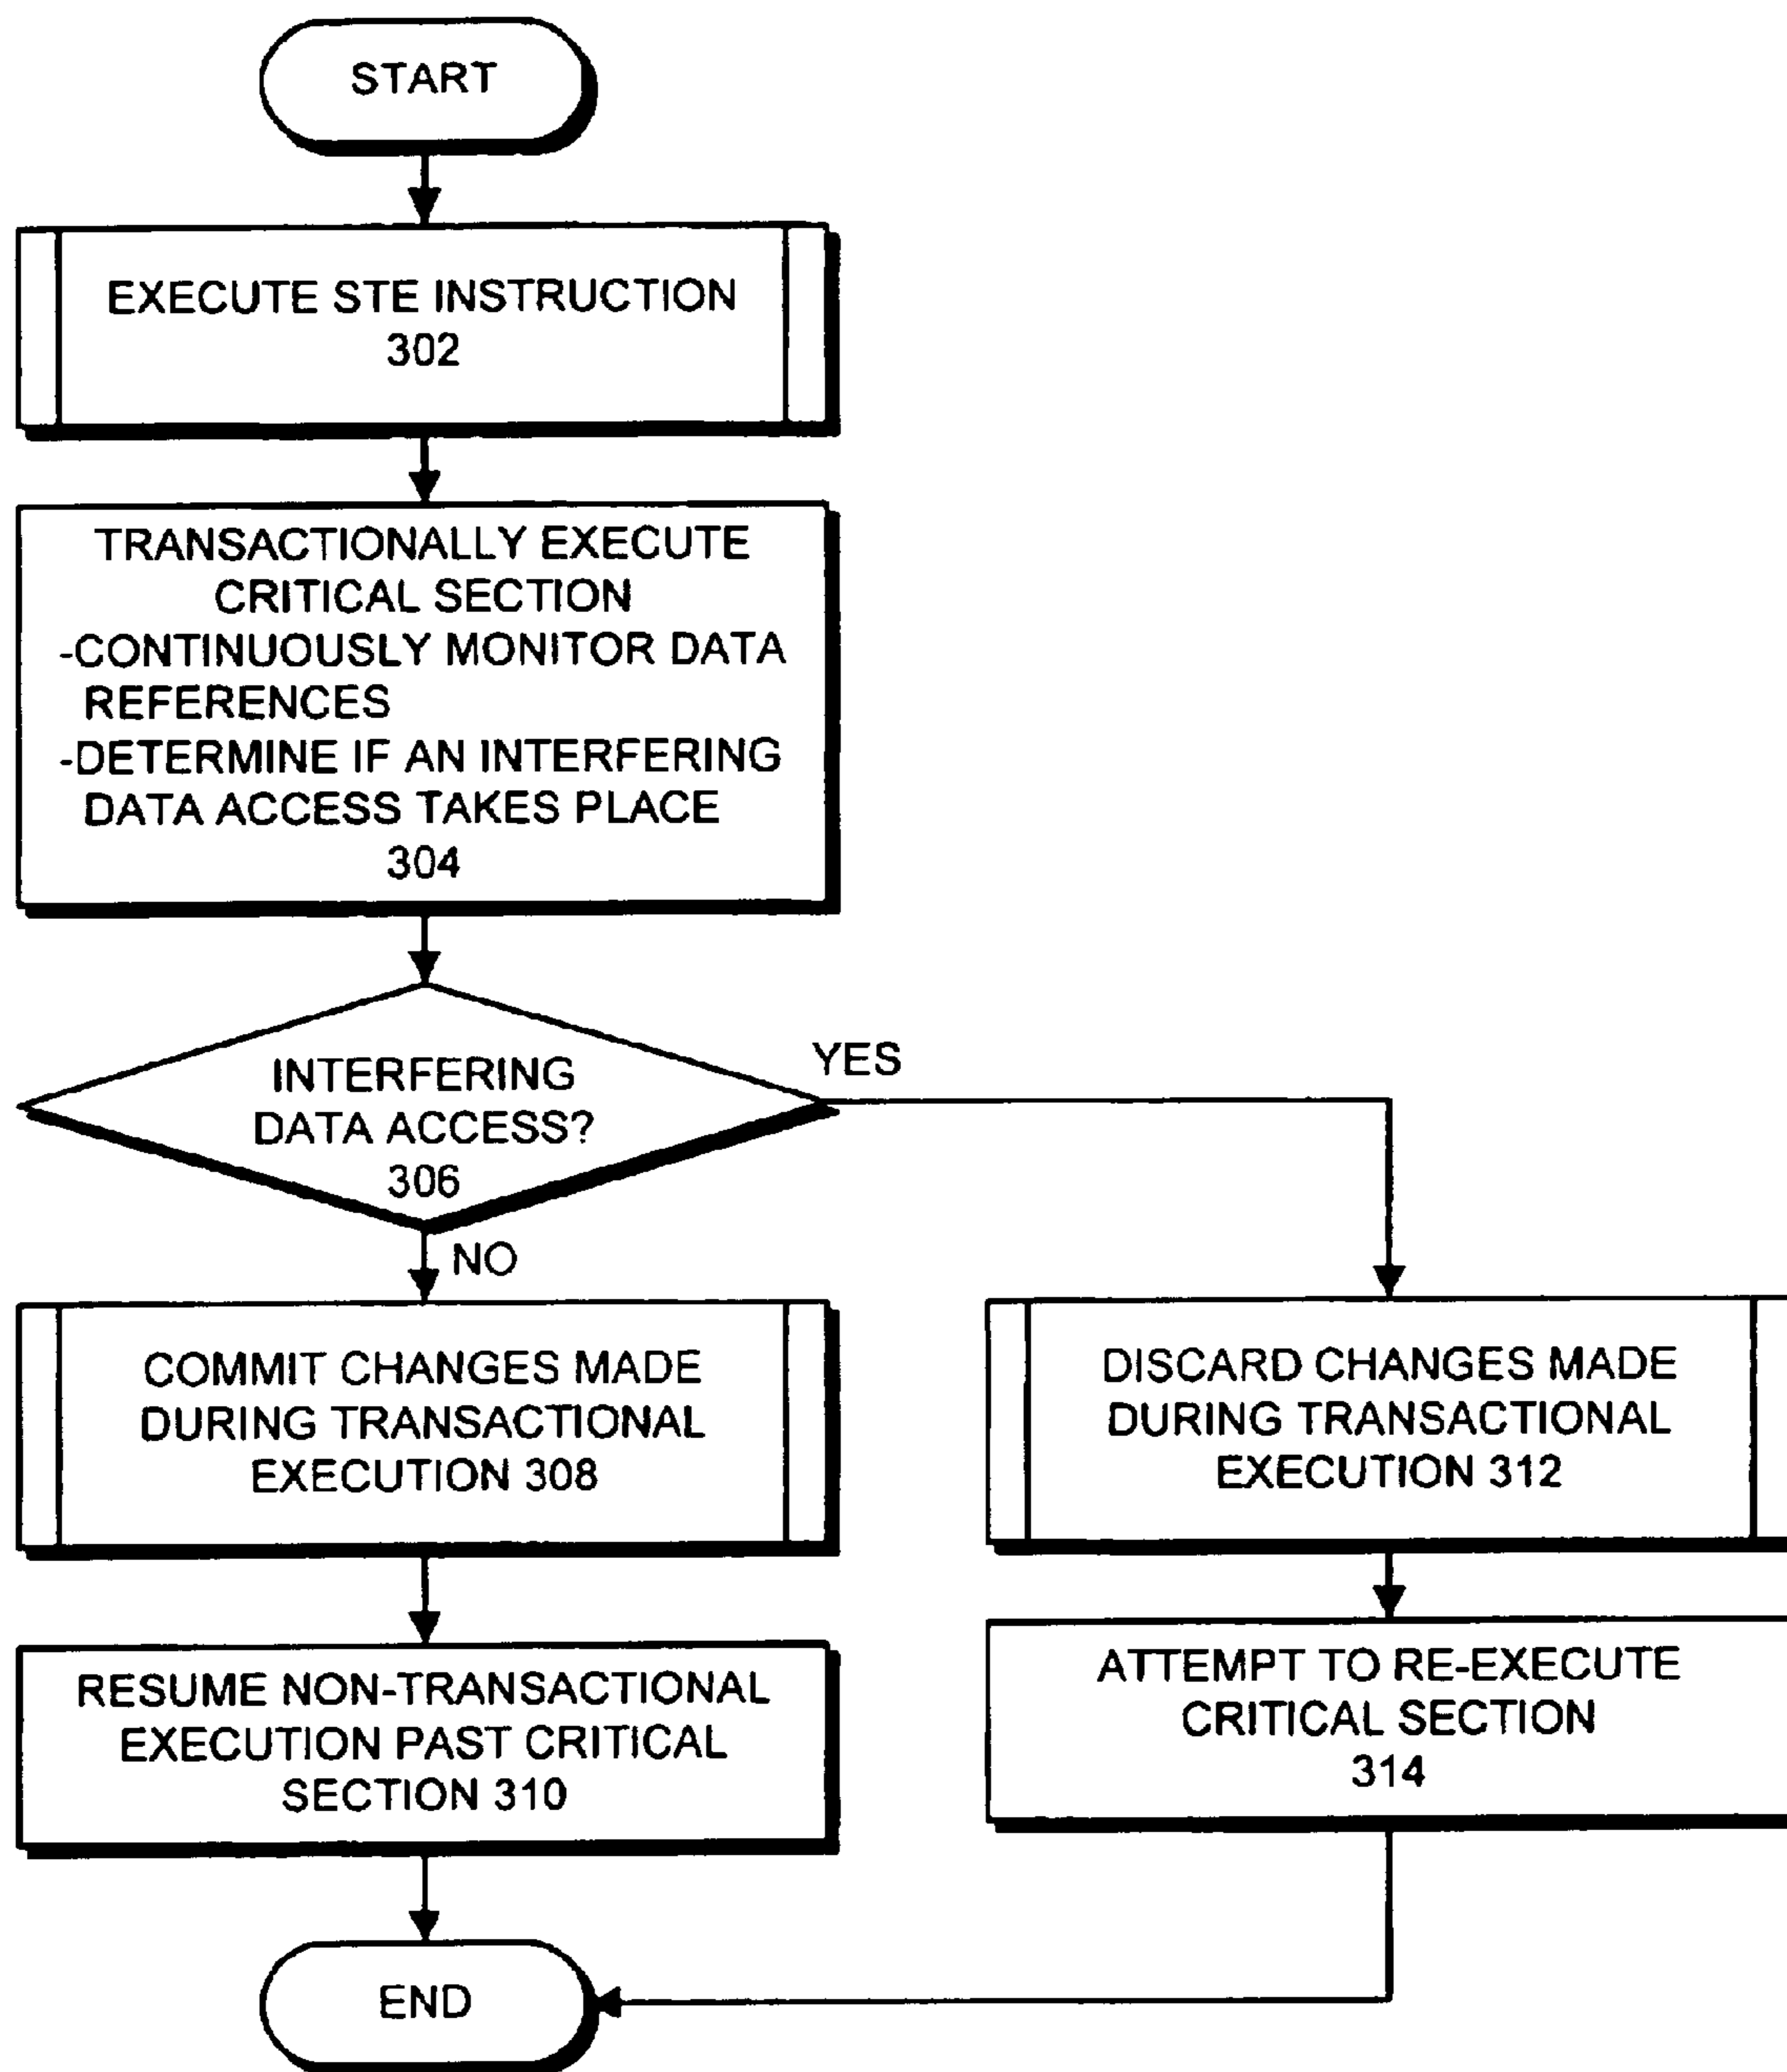 START
EXECUTE STE INSTRUCTION
302
TRANSACTIONALLY EXECUTE
CRITICAL SECTION
-CONTINUOUSLY MONITOR DATA
REFERENCES
-DETERMINE IF AN INTERFERING
DATA ACCESS TAKES PLACE
304
INTERFERING
DATA ACCESS?
306
YES
NO
COMMIT CHANGES MADE
DURING TRANSACTIONAL
EXECUTION 308
RESUME NON-TRANSACTIONAL
EXECUTION PAST CRITICAL
SECTION 310
DISCARD CHANGES MADE
DURING TRANSACTIONAL
EXECUTION 312
ATTEMPT TO RE-EXECUTE
CRITICAL SECTION
314
END